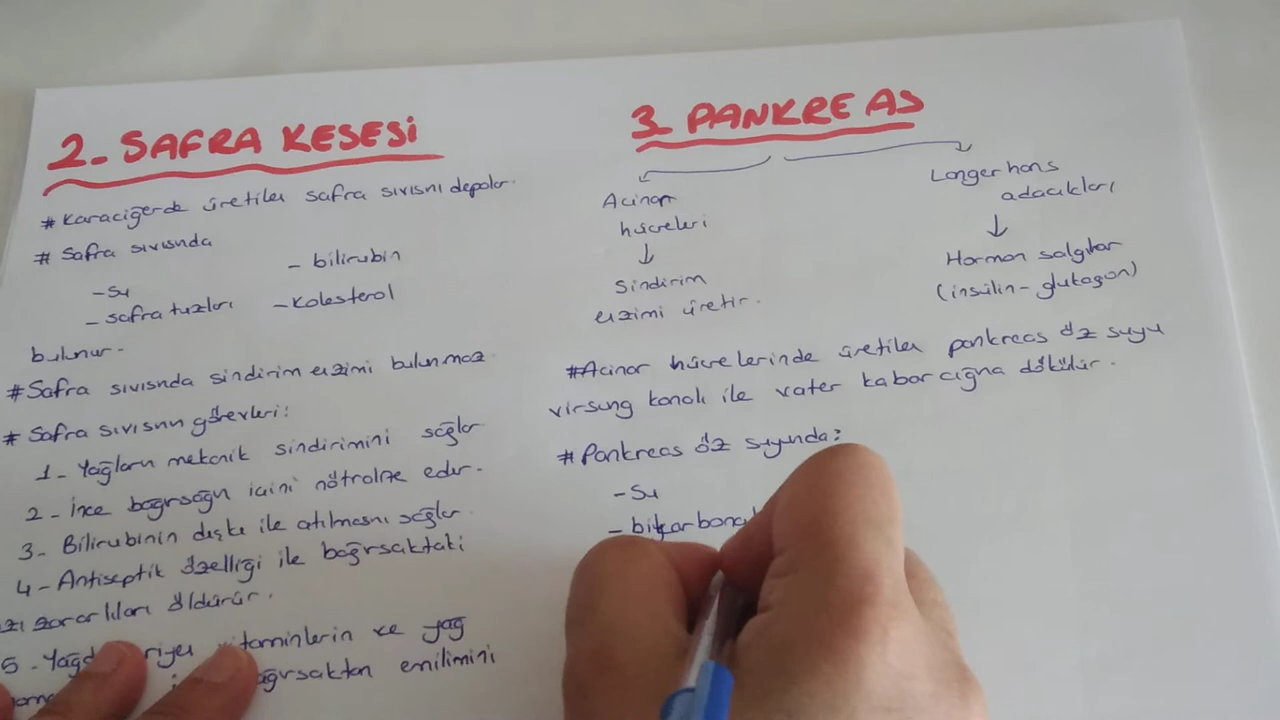 2- SAFRA KESESİ
# Karaciğerde üretilen safra sıvısını depolar.
# Safra sıvısında
- Su
- bilirubin
- safra tuzları
- Kolesterol
bulunur.
# Safra sıvısında sindirim enzimi bulunmaz
# Safra sıvısının görevleri:
1- Yağların mekanik sindirimini sağlar
2- İnce bağırsağın içini nötralize eder.
3- Bilirubinin dışkı ile atılmasını sağlar.
4- Antiseptik özelliği ile bağırsaktaki
zararlıları öldürür.
5- vitaminlerin ve yağ
emilimini
3. PANKREAS
Acinar
hücreleri
↓
Sindirim
enzimi üretir.
Langerhans
adacıkları
↓
Hormon salgılar
(insülin- glukagon)
#Acinar hücrelerinde üretilen pankreas öz suyu
virsung kanalı ile vater kabarcığına dökülür.
# Pankreas öz suyunda:
- Su
- bikarbona